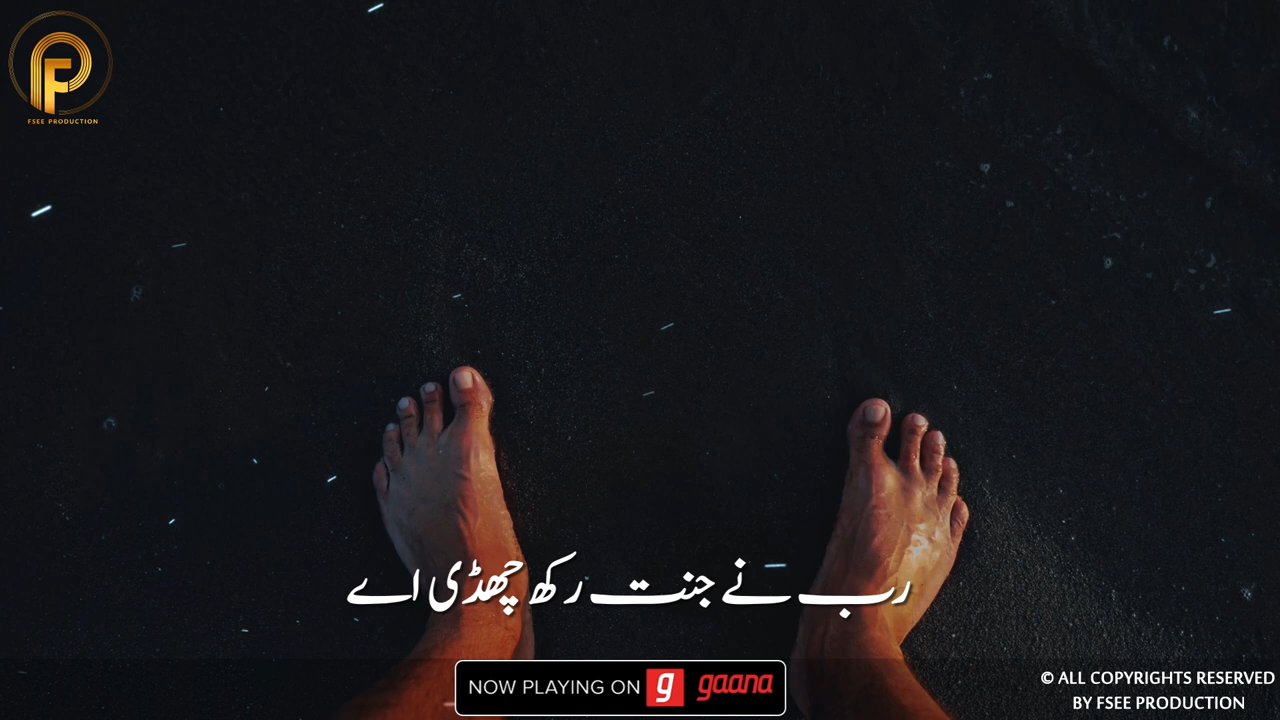 FSEE PRODUCTION
رب نے جنت رکھ چھڈی اے
NOW PLAYING ON g gaana
© ALL COPYRIGHTS RESERVED
BY FSEE PRODUCTION